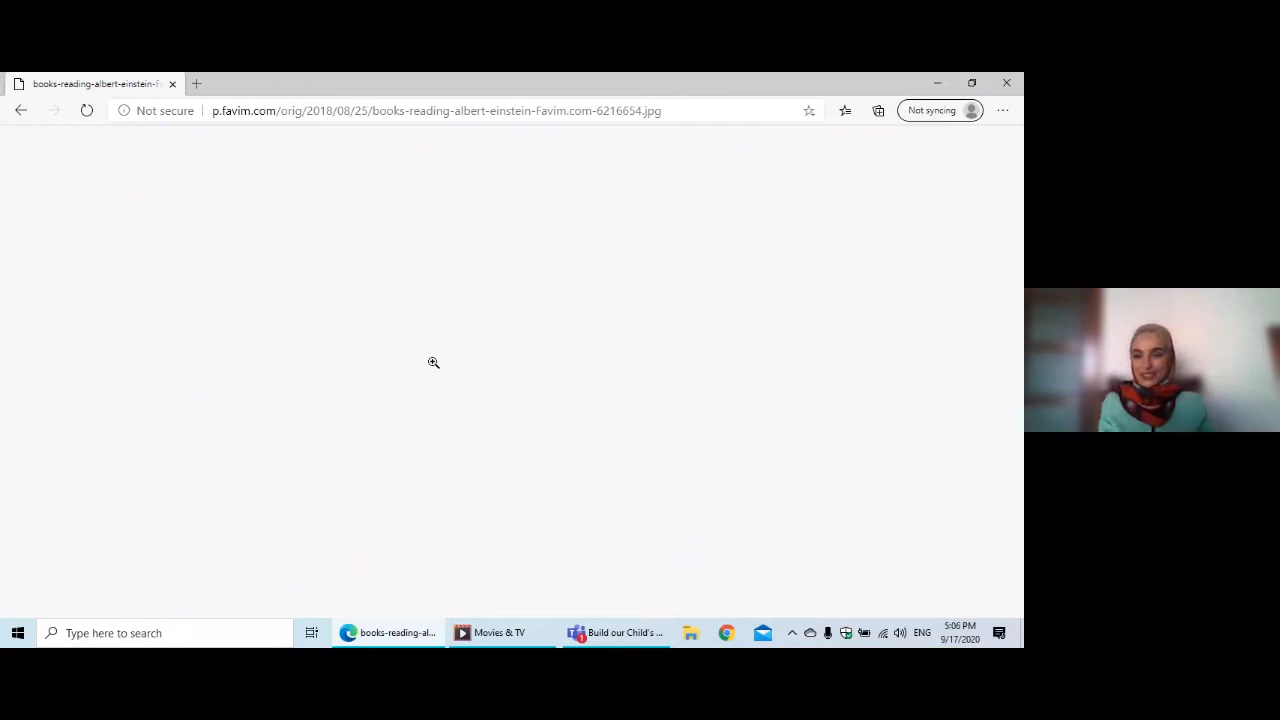 books-reading-albert-einstein-F
Not secure
p.favim.com/orig/2018/08/25/books-reading-albert-einstein-Favim.com-6216654.jpg
Not syncing
Type here to search
books-reading-al...
Movies & TV
1
Build our Child's ...
ENG
5:06 PM
9/17/2020